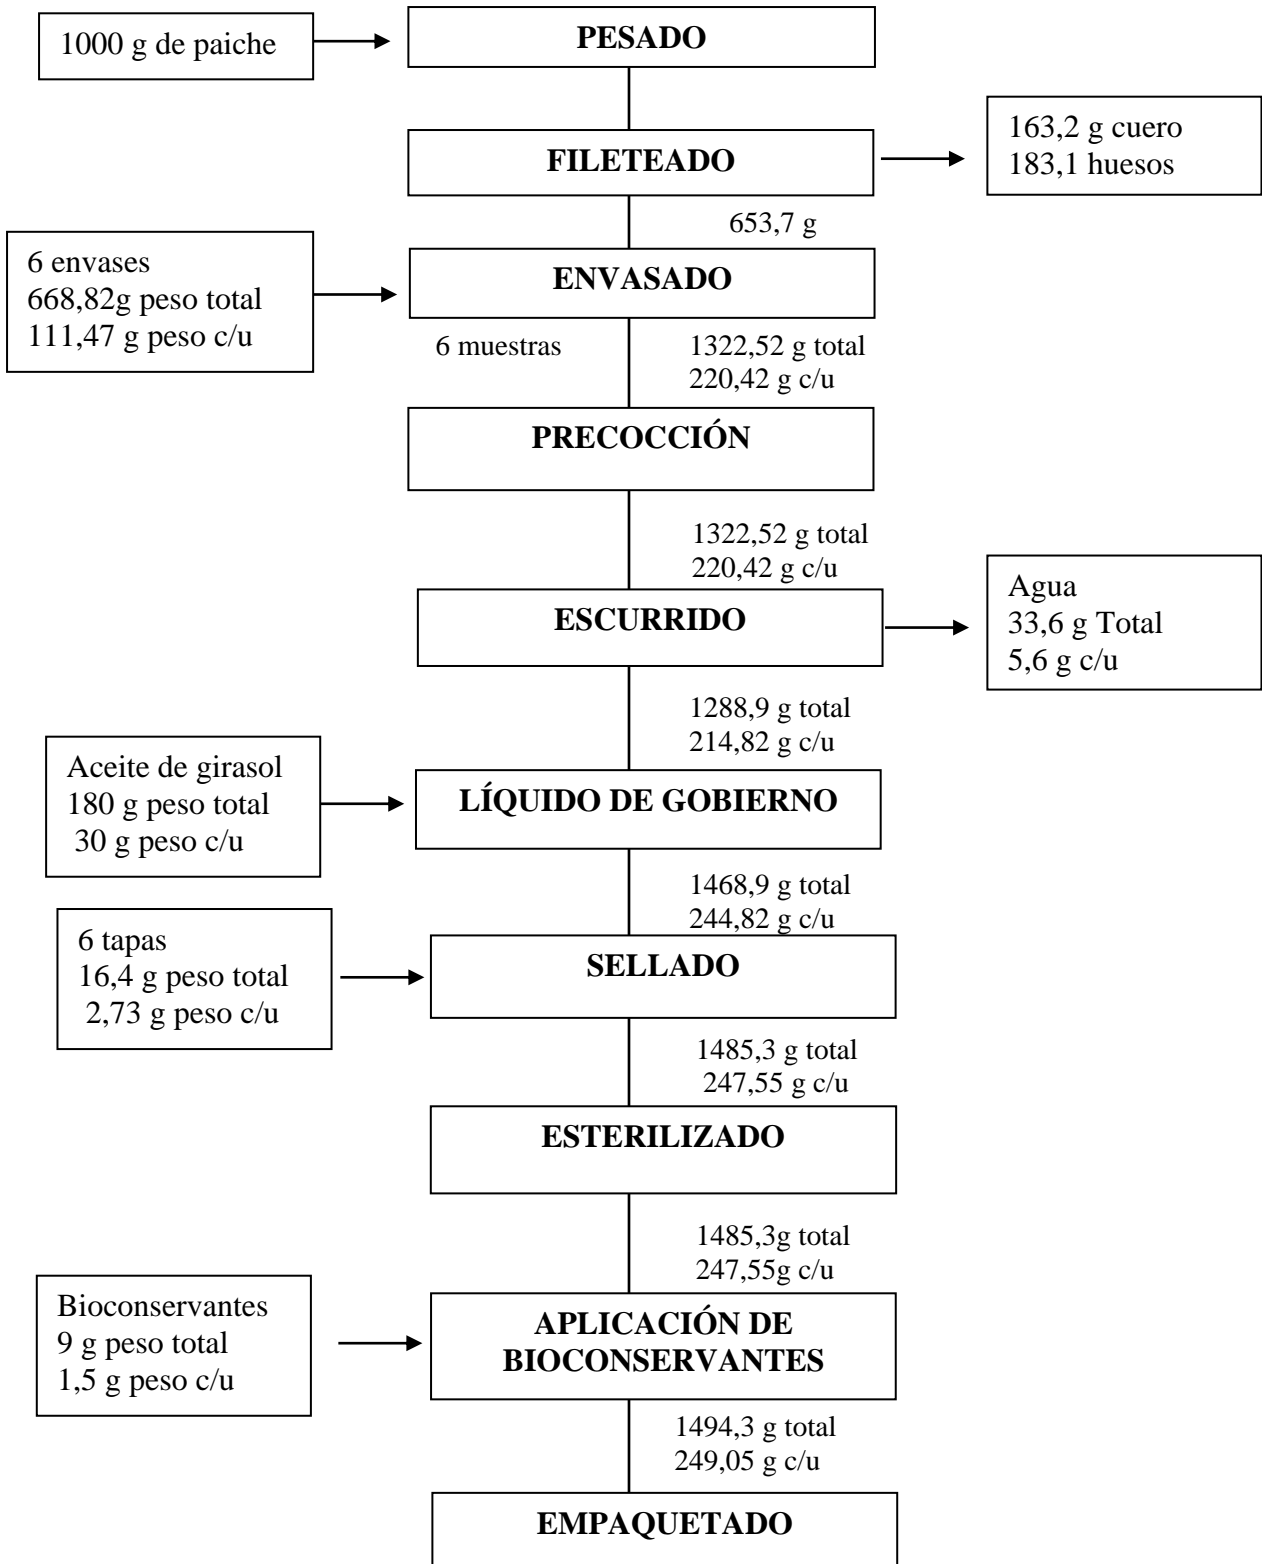 1000 g de paiche
PESADO
FILETEADO
163,2 g cuero
183,1 huesos
653,7 g
6 envases
668,82g peso total
111,47 g peso c/u
ENVASADO
6 muestras
1322,52 g total
220,42 g c/u
PRECOCCIÓN
1322,52 g total
220,42 g c/u
ESCURRIDO
Agua
33,6 g Total
5,6 g c/u
1288,9 g total
214,82 g c/u
Aceite de girasol
180 g peso total
30 g peso c/u
LÍQUIDO DE GOBIERNO
1468,9 g total
244,82 g c/u
6 tapas
16,4 g peso total
2,73 g peso c/u
SELLADO
1485,3 g total
247,55 g c/u
ESTERILIZADO
1485,3g total
247,55g c/u
Bioconservantes
9 g peso total
1,5 g peso c/u
APLICACIÓN DE
BIOCONSERVANTES
1494,3 g total
249,05 g c/u
EMPAQUETADO